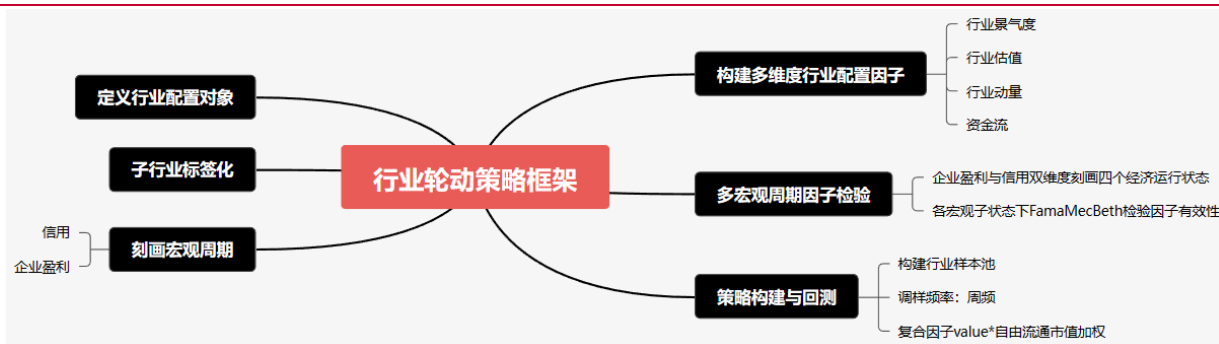 行业轮动策略框架
定义行业配置对象
子行业标签化
刻画宏观周期
信用
企业盈利
构建多维度行业配置因子
行业景气度
行业估值
行业动量
资金流
多宏观周期因子检验
企业盈利与信用双维度刻画四个经济运行状态
各宏观子状态下FamaMecBeth检验因子有效性
策略构建与回测
构建行业样本池
调样频率：周频
复合因子value*自由流通市值加权